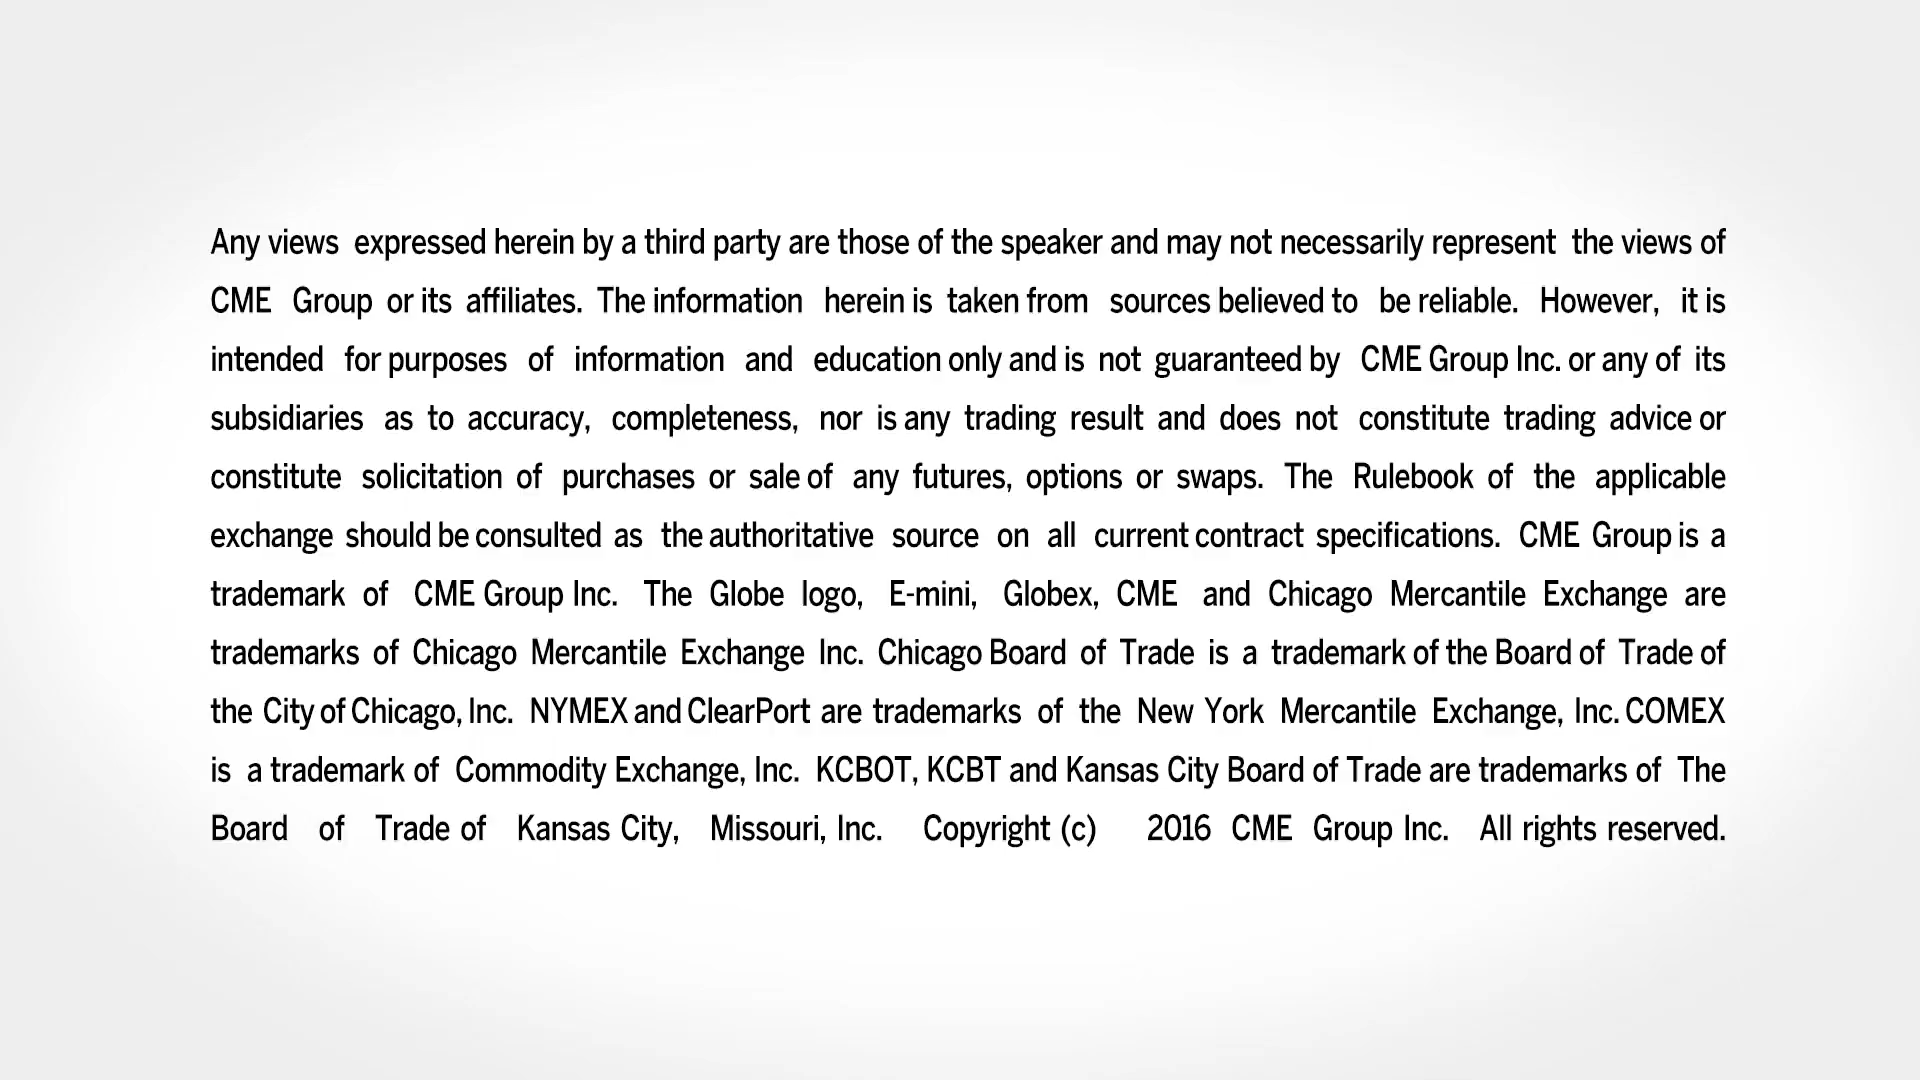 Any views expressed herein by a third party are those of the speaker and may not necessarily represent the views of
CME Group or its affiliates. The information herein is taken from sources believed to be reliable. However, it is
intended for purposes of information and education only and is not guaranteed by CME Group Inc. or any of its
subsidiaries as to accuracy, completeness, nor is any trading result and does not constitute trading advice or
constitute solicitation of purchases or sale of any futures, options or swaps. The Rulebook of the applicable
exchange should be consulted as the authoritative source on all current contract specifications. CME Group is a
trademark of CME Group Inc. The Globe logo, E-mini, Globex, CME and Chicago Mercantile Exchange are
trademarks of Chicago Mercantile Exchange Inc. Chicago Board of Trade is a trademark of the Board of Trade of
the City of Chicago, Inc. NYMEX and ClearPort are trademarks of the New York Mercantile Exchange, Inc. COMEX
is a trademark of Commodity Exchange, Inc. KCBOT, KCBT and Kansas City Board of Trade are trademarks of The
Board of Trade of Kansas City, Missouri, Inc. Copyright (c) 2016 CME Group Inc. All rights reserved.